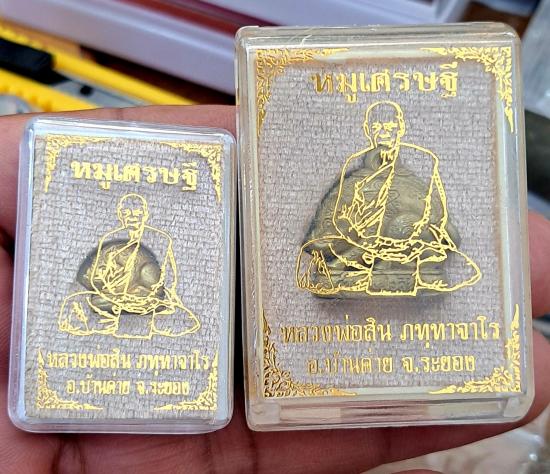 หมูเศรษฐี
หลวงพ่อสิน ภทฺทาจาโร
อ.บ้านค่าย จ.ระยอง
หมูเศรษฐี
หลวงพ่อสิน ภทฺทาจาโร
อ.บ้านค่าย จ.ระยอง